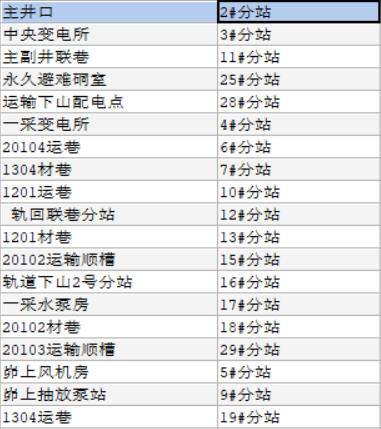 主井口 2#分站
中央变电所 3#分站
主副井联巷 11#分站
永久避难硐室 25#分站
运输下山配电点 28#分站
一采变电所 4#分站
20104运巷 6#分站
1304材巷 7#分站
1201运巷 10#分站
轨回联巷分站 12#分站
1201材巷 13#分站
20102运输顺槽 15#分站
轨道下山2号分站 16#分站
一采水泵房 17#分站
20102材巷 18#分站
20103运输顺槽 29#分站
峁上风机房 5#分站
峁上抽放泵站 9#分站
1304运巷 19#分站